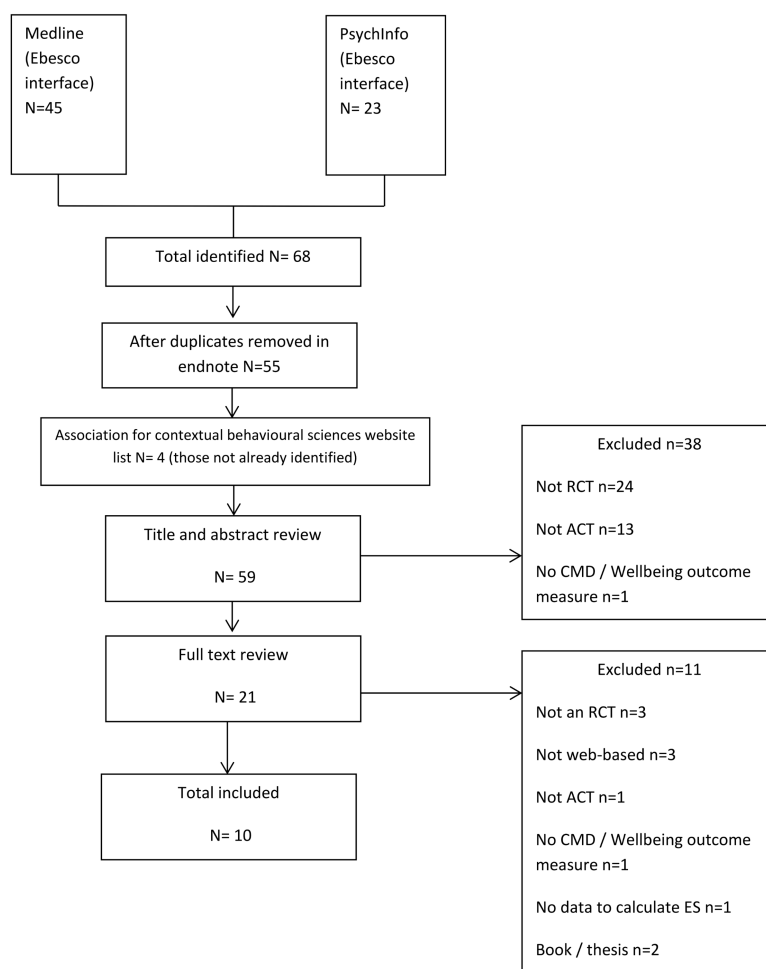 Medline
(Ebesco
interface)
N=45
PsychInfo
(Ebesco
interface)
N= 23
Total identified N= 68
After duplicates removed in
endnote N=55
Association for contextual behavioural sciences website
list N= 4 (those not already identified)
Title and abstract review
N= 59
Excluded n=38
Not RCT n=24
Not ACT n=13
No CMD / Wellbeing outcome
measure n=1
Full text review
N= 21
Excluded n=11
Not an RCT n=3
Not web-based n=3
Not ACT n=1
No CMD / Wellbeing outcome
measure n=1
No data to calculate ES n=1
Book / thesis n=2
Total included
N= 10